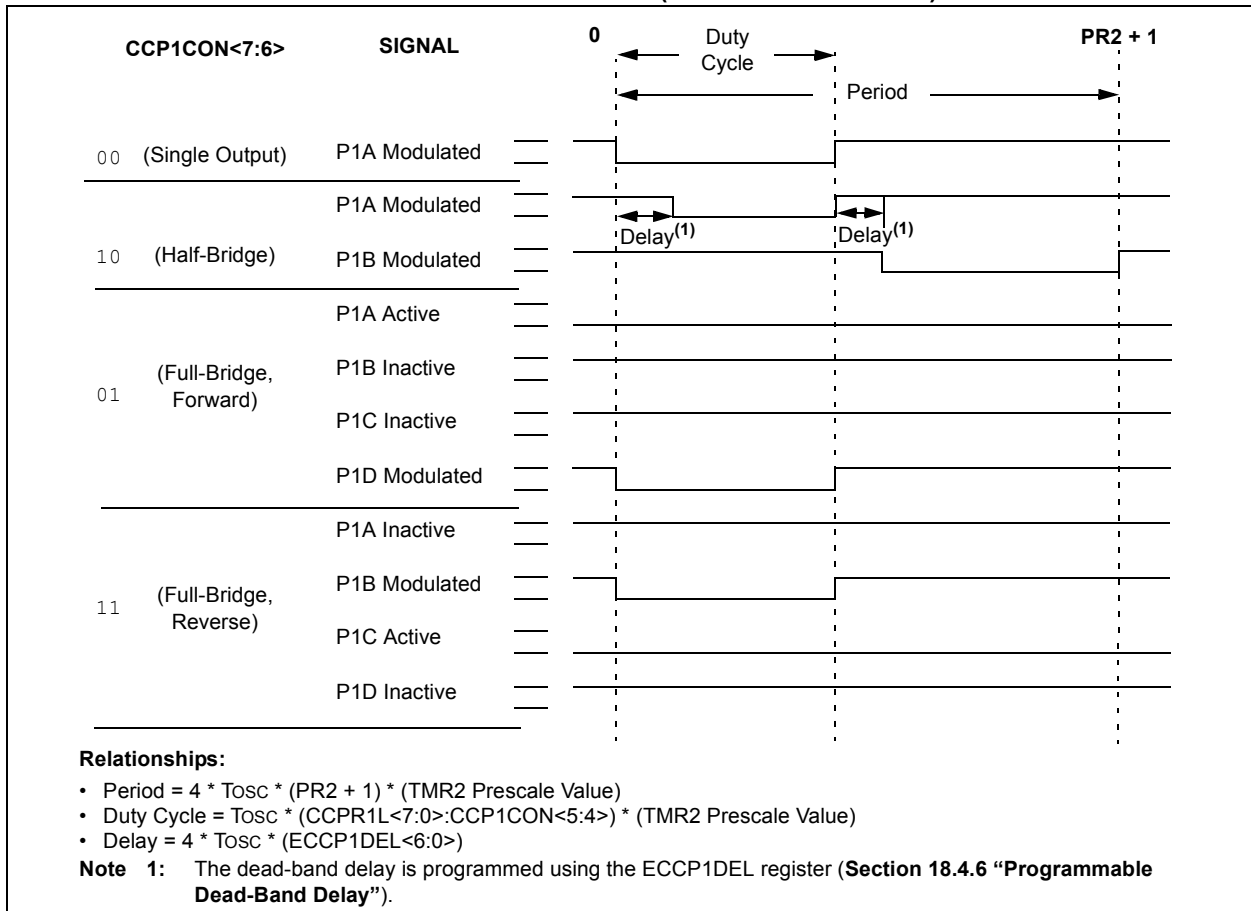 CCP1CON<7:6> SIGNAL 0 Duty Cycle PR2 + 1
Period
00 (Single Output) P1A Modulated
P1A Modulated
Delay(1) Delay(1)
10 (Half-Bridge) P1B Modulated
P1A Active
P1B Inactive
01 (Full-Bridge, Forward)
P1C Inactive
P1D Modulated
P1A Inactive
P1B Modulated
11 (Full-Bridge, Reverse)
P1C Active
P1D Inactive
Relationships:
• Period = 4 * TOSC * (PR2 + 1) * (TMR2 Prescale Value)
• Duty Cycle = TOSC * (CCPR1L<7:0>:CCP1CON<5:4>) * (TMR2 Prescale Value)
• Delay = 4 * TOSC * (ECCP1DEL<6:0>)
Note 1: The dead-band delay is programmed using the ECCP1DEL register (Section 18.4.6 “Programmable
Dead-Band Delay”).